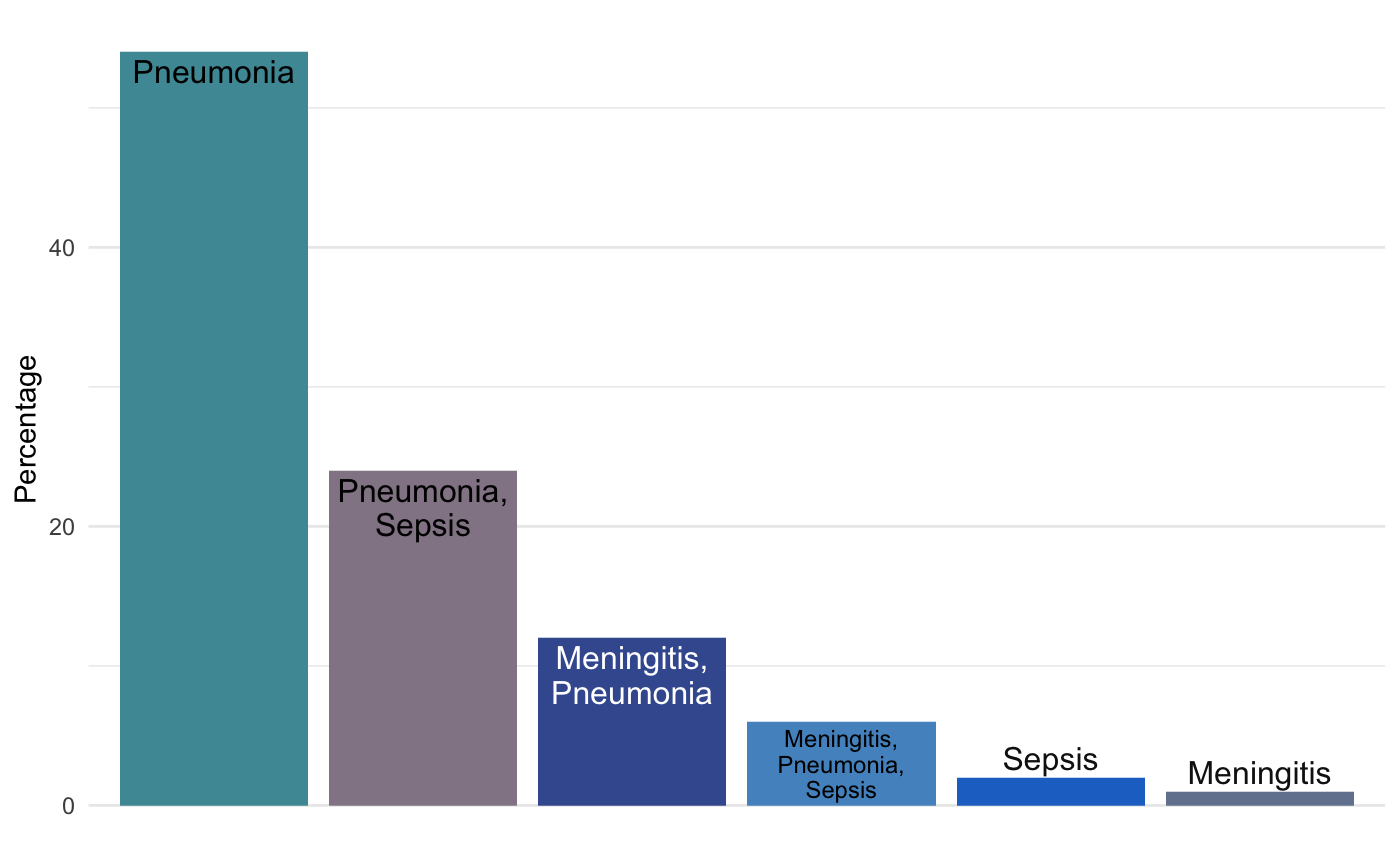 Pneumonia
40
Percentage
Pneumonia,
Sepsis
20
Meningitis,
Pneumonia
Meningitis,
Pneumonia,
Sepsis
Sepsis
Meningitis
0